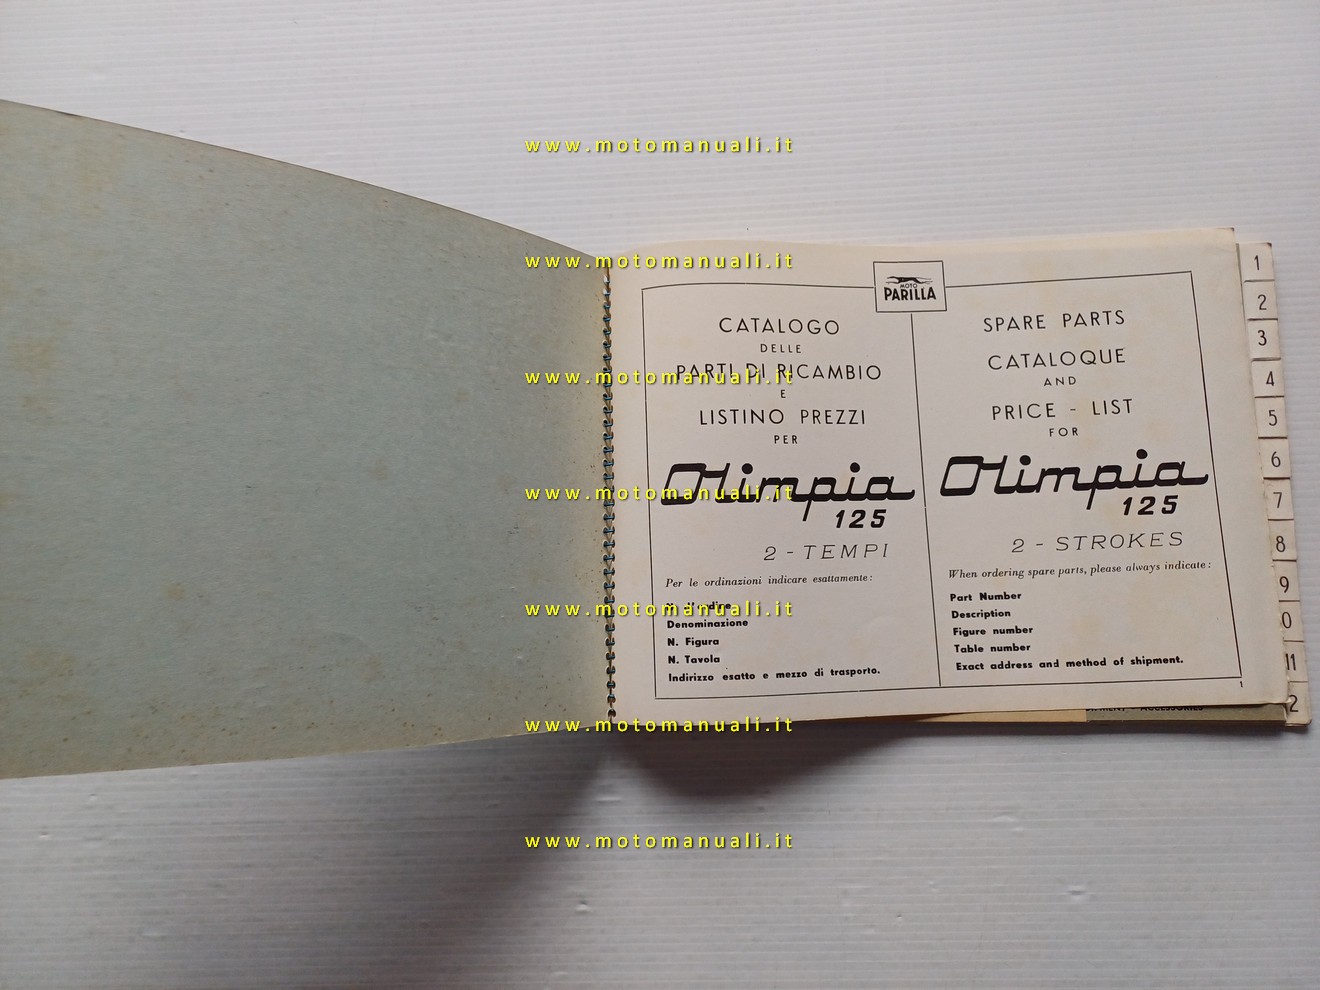 www.motomanuali.it
www.motomanuali.it
MOTO
PARILLA
CATALOGO
DELLE
PARTI DI RICAMBIO
www.motomanuali.it
E
LISTINO PREZZI
PER
Olimpia
www.motomanuali.it
125
2 - TEMPI
Per le ordinazioni indicare esattamente:
www.motomanuali.it
Denominazione
N. Figura
N. Tavola
Indirizzo esatto e mezzo di trasporto.
SPARE PARTS
CATALOQUE
AND
PRICE - LIST
FOR
Olimpia
125
2 - STROKES
When ordering spare parts, please always indicate:
Part Number
Description
Figure number
Table number
Exact address and method of shipment.
1
1
2
3
4
5
6
7
8
9
0
11
2
ACCESSORIES
www.motomanuali.it
www.motomanuali.it